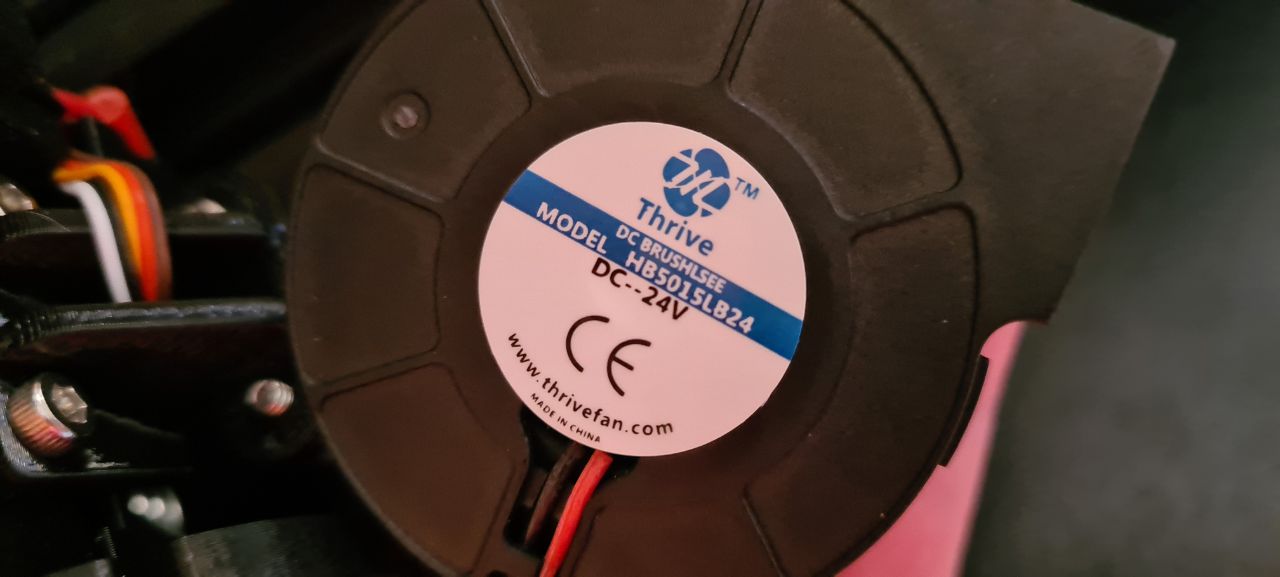 TM
Thrive
DC BRUSHLSEE
MODEL HB5015LB24
DC--24V
CE
www.thrivefan.com
MADE IN CHINA